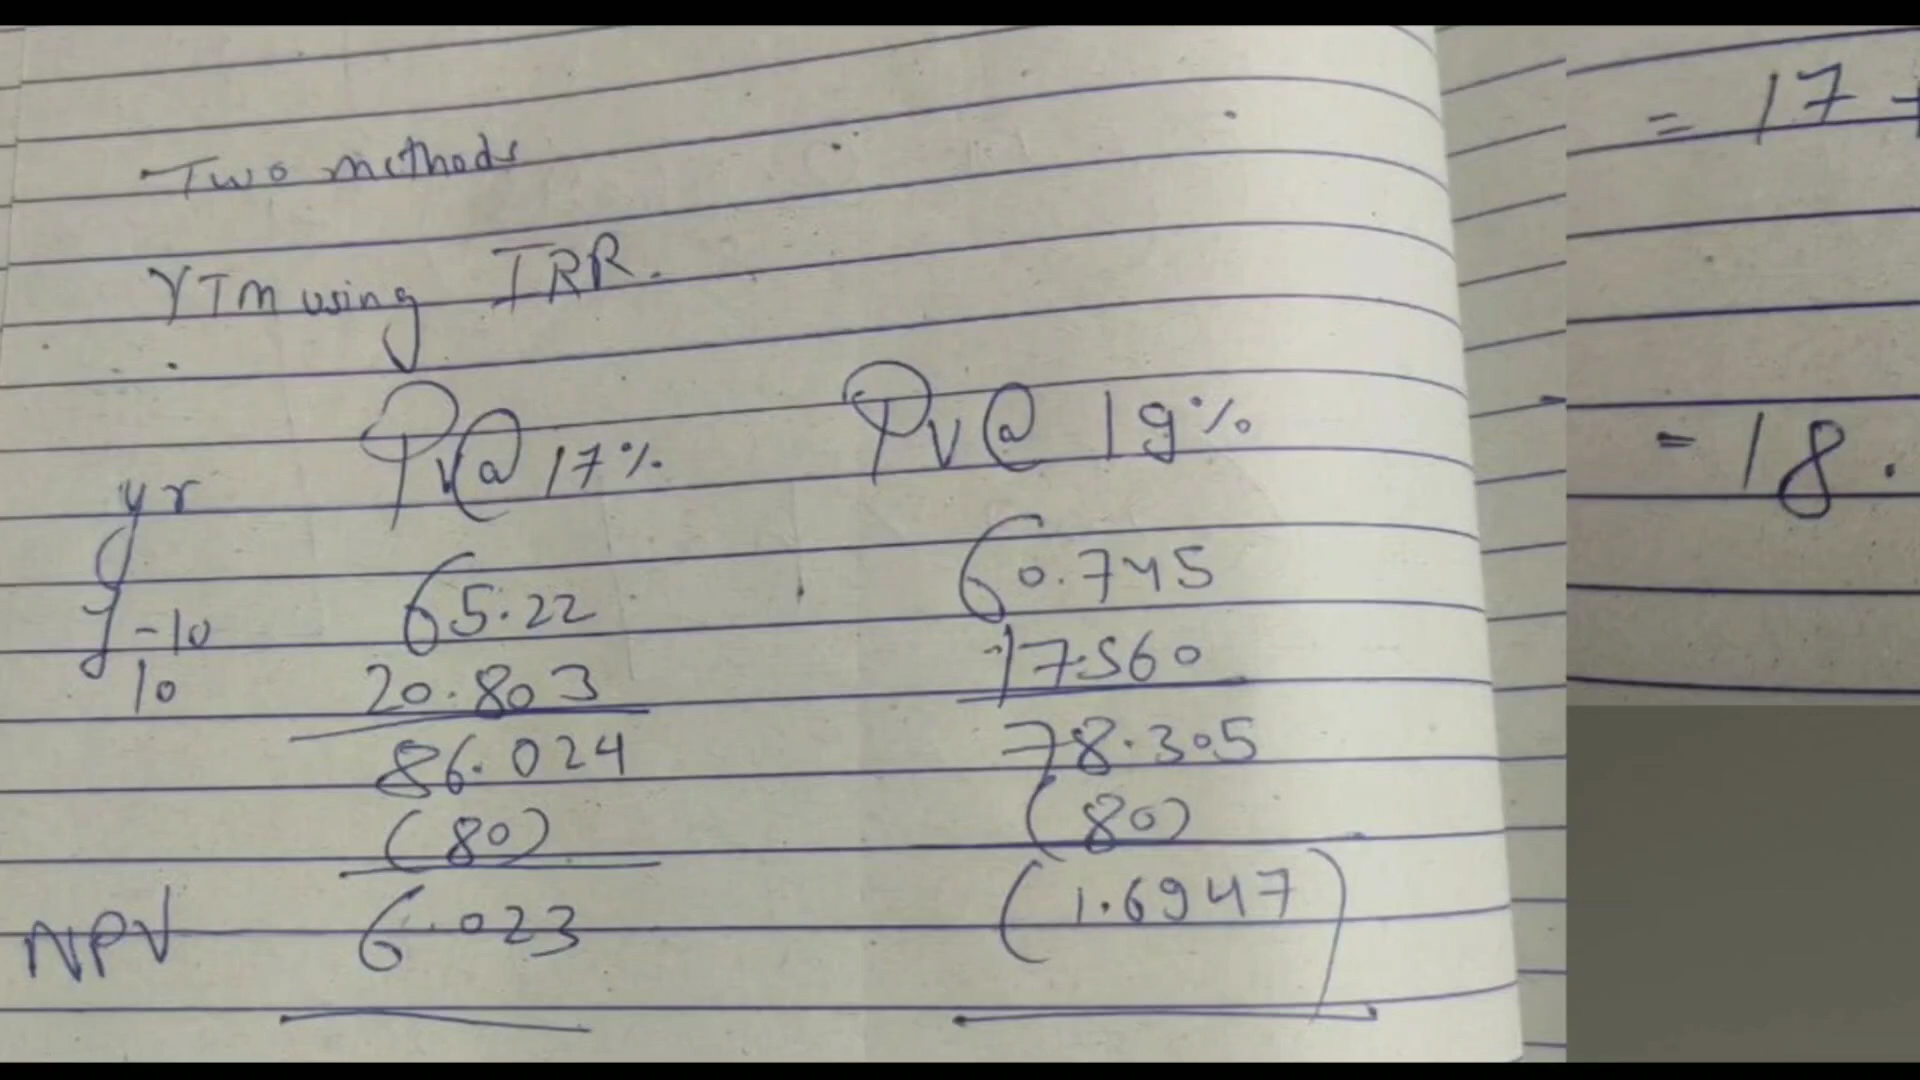 Two methods
YTM using IRR.
yr PV@ 17% PV@ 19%
1-10 65.22 60.745
10 20.803 17.560
86.024 78.305
(80) (80)
NPV 6.023 (1.6947)
= 17 +
= 18.